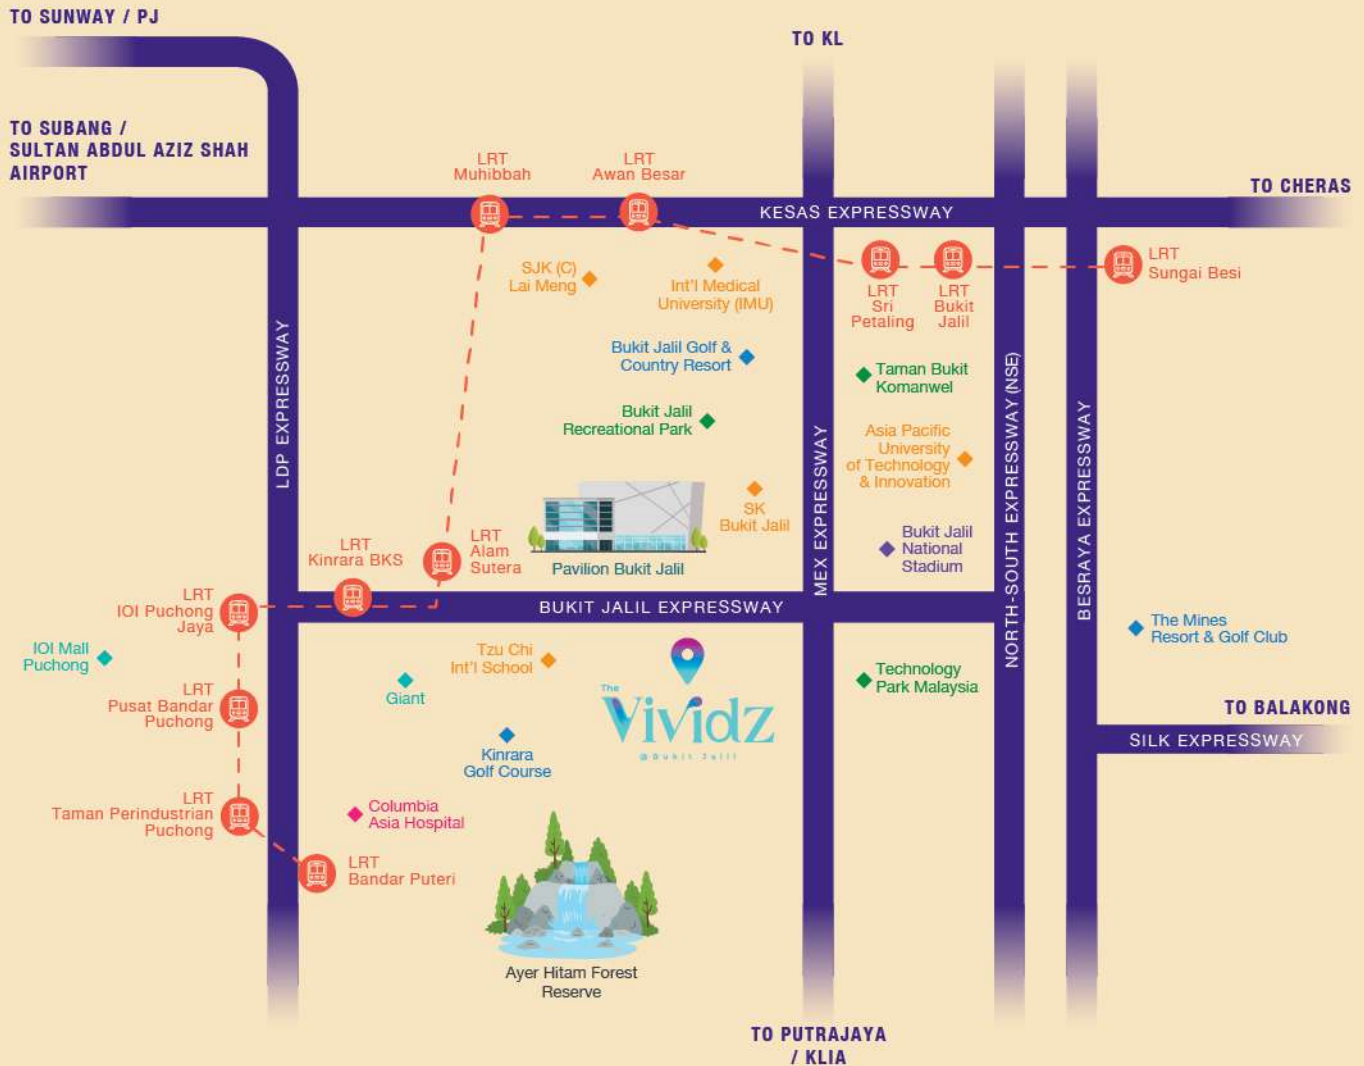 TO SUNWAY / PJ
TO KL
TO SUBANG /
SULTAN ABDUL AZIZ SHAH
AIRPORT
LRT
Muhibbah
LRT
Awan Besar
TO CHERAS
KESAS EXPRESSWAY
SJK (C)
Lai Meng
Int'l Medical
University (IMU)
LRT
Sri
Petaling
LRT
Bukit
Jalil
LRT
Sungai Besi
Bukit Jalil Golf &
Country Resort
Taman Bukit
Komanwel
Bukit Jalil
Recreational Park
Asia Pacific
University
of Technology
& Innovation
LDP EXPRESSWAY
MEX EXPRESSWAY
NORTH-SOUTH EXPRESSWAY (NSE)
BESRAYA EXPRESSWAY
SK
Bukit Jalil
Bukit Jalil
National
Stadium
LRT
Kinrara BKS
LRT
Alam
Sutera
Pavilion Bukit Jalil
LRT
IOI Puchong
Jaya
BUKIT JALIL EXPRESSWAY
The Mines
Resort & Golf Club
IOI Mall
Puchong
Tzu Chi
Int'l School
Giant
The
Vividz
@Bukit Jalil
Technology
Park Malaysia
LRT
Pusat Bandar
Puchong
TO BALAKONG
SILK EXPRESSWAY
Kinrara
Golf Course
LRT
Taman Perindustrian
Puchong
Columbia
Asia Hospital
LRT
Bandar Puteri
Ayer Hitam Forest
Reserve
TO PUTRAJAYA
/ KLIA